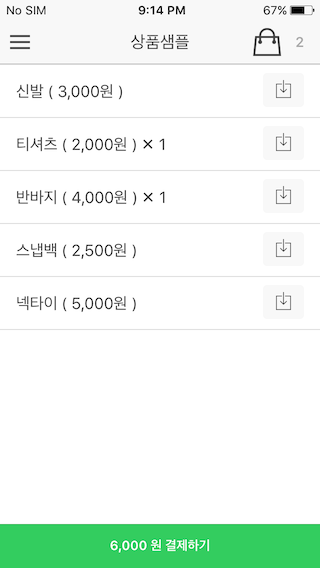 No SIM 9:14 PM 67%
상품샘플 2
신발 ( 3,000원 )
티셔츠 ( 2,000원 ) × 1
반바지 ( 4,000원 ) × 1
스냅백 ( 2,500원 )
넥타이 ( 5,000원 )
6,000 원 결제하기